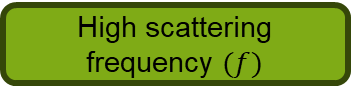 High scattering
frequency (𝑓)